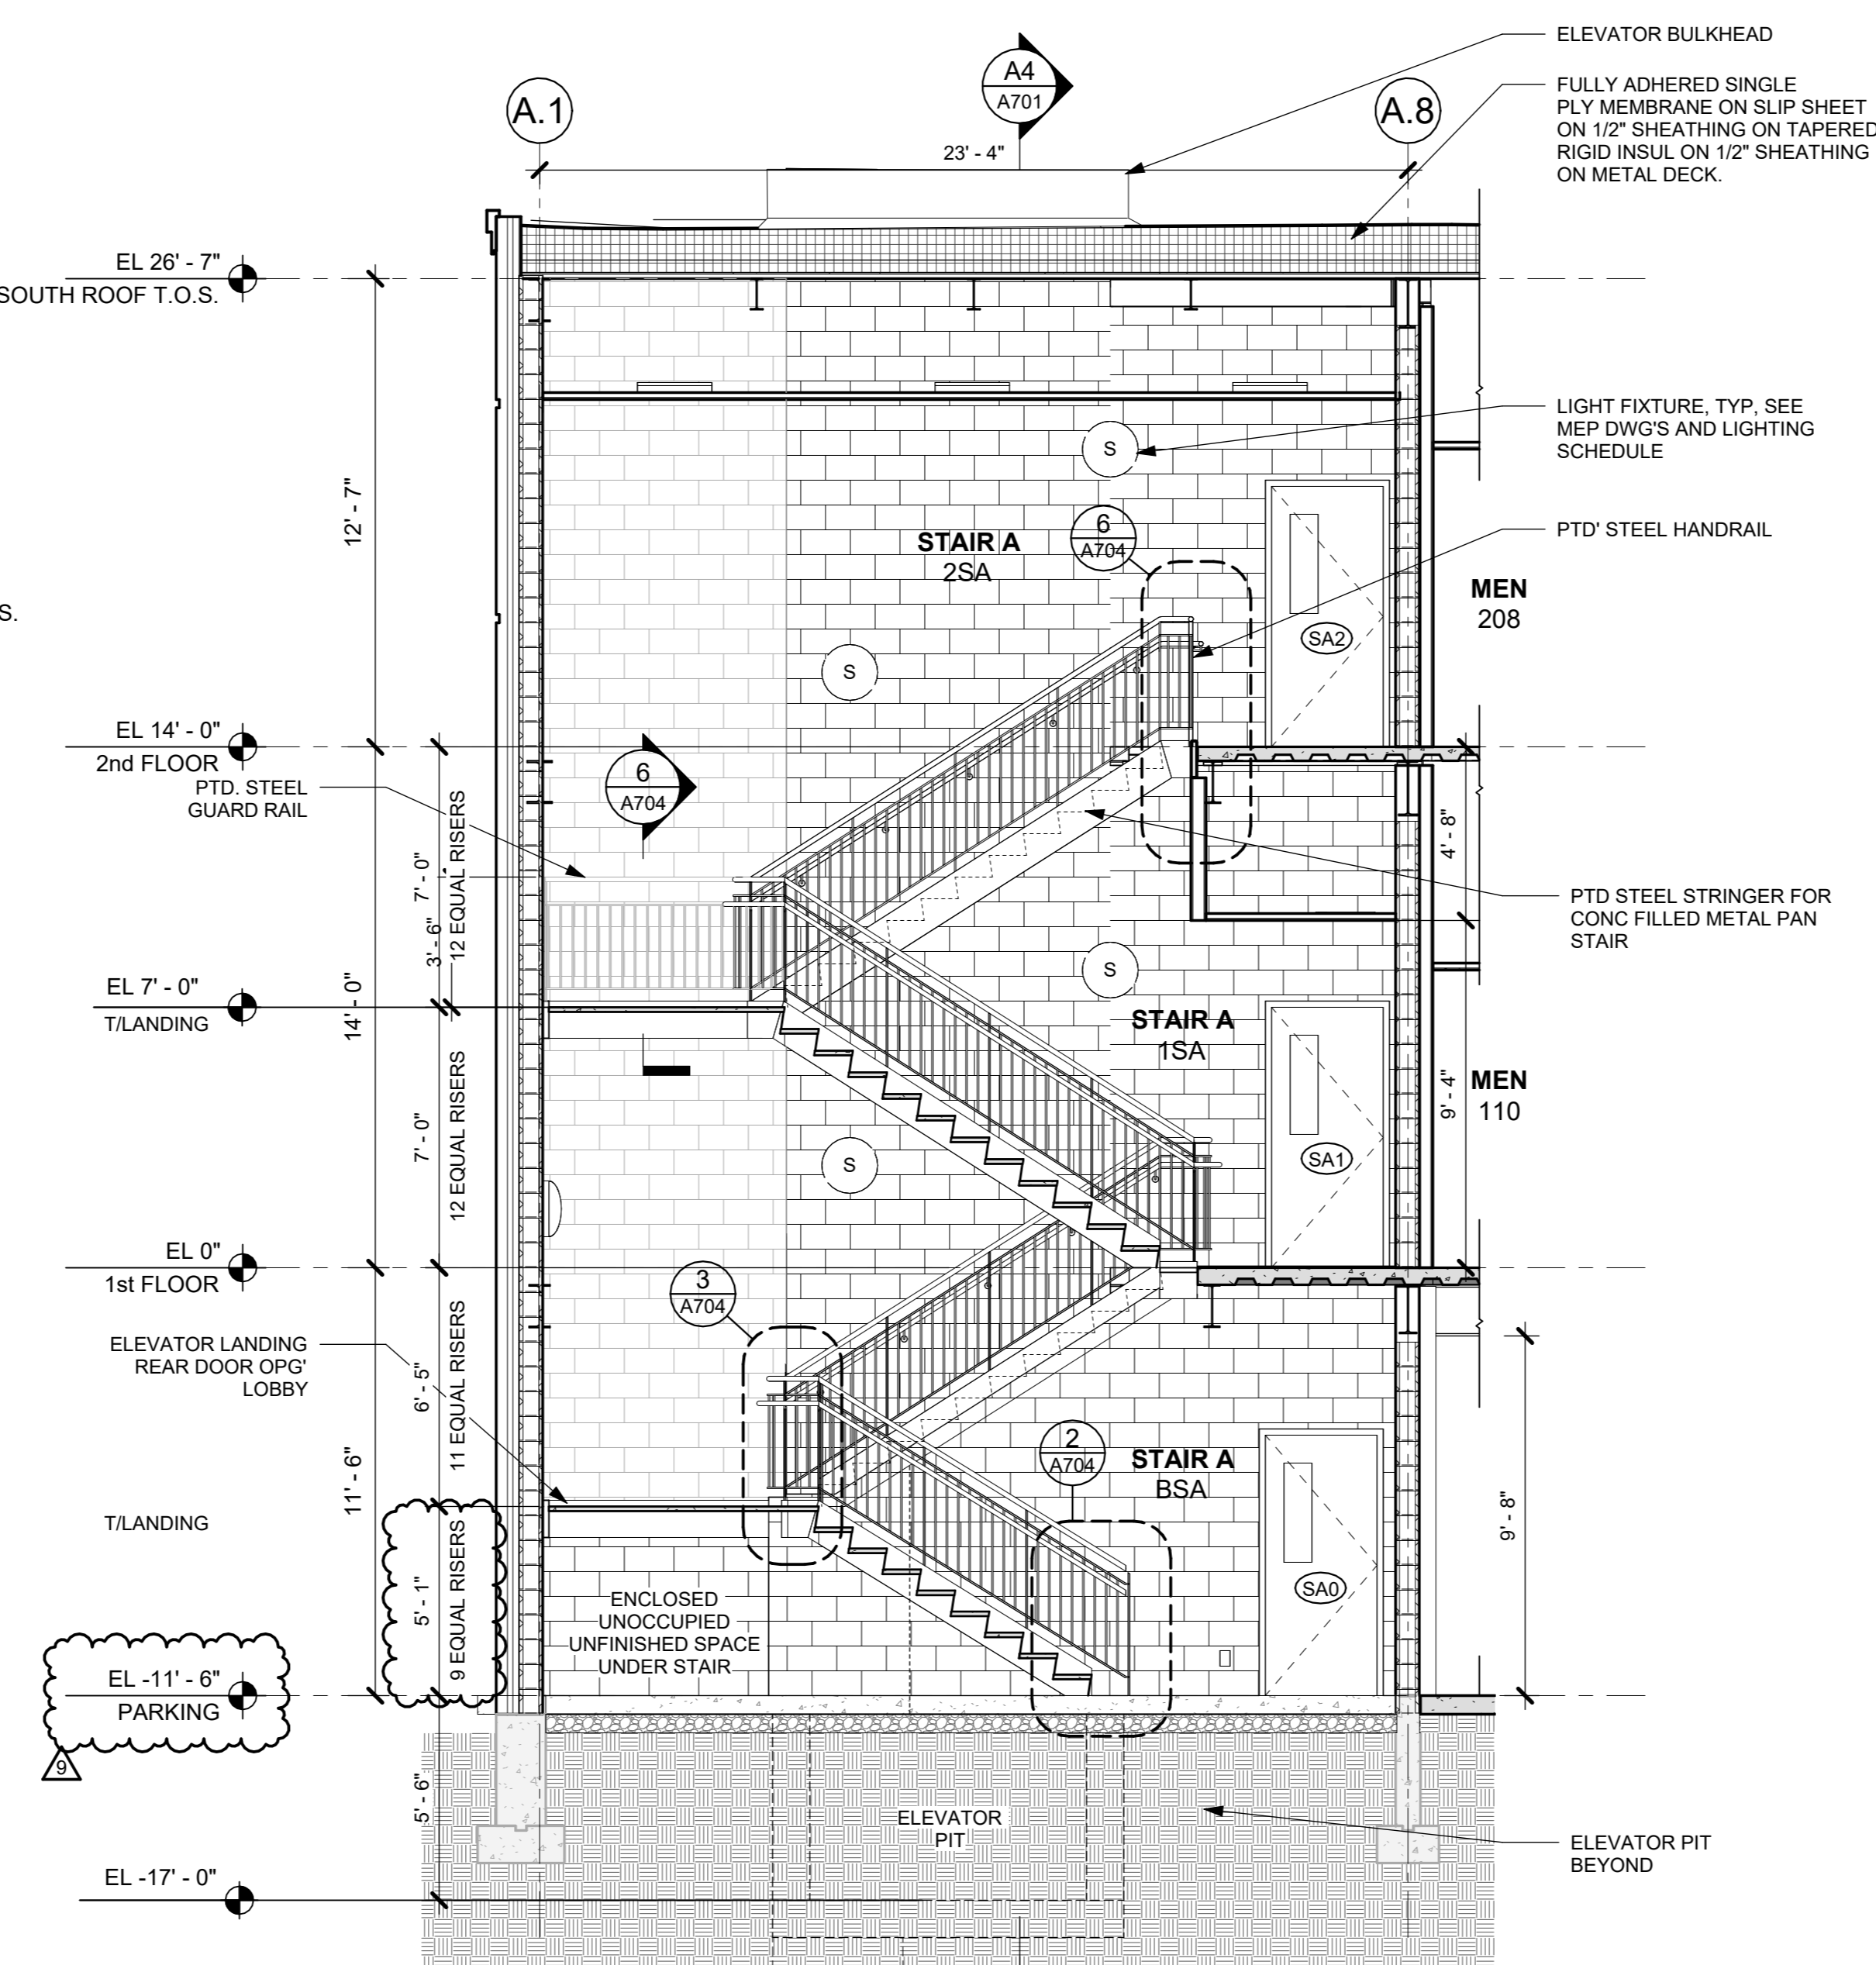 ELEVATOR BULKHEAD
FULLY ADHERED SINGLE
PLY MEMBRANE ON SLIP SHEET
ON 1/2" SHEATHING ON TAPERED
RIGID INSUL ON 1/2" SHEATHING
ON METAL DECK.
A4
A701
A.1
A.8
23' - 4"
EL 26' - 7"
SOUTH ROOF T.O.S.
12' - 7"
LIGHT FIXTURE, TYP, SEE
MEP DWG'S AND LIGHTING
SCHEDULE
S
6
A704
STAIR A
2SA
PTD' STEEL HANDRAIL
MEN
208
SA2
S.
S
EL 14' - 0"
2nd FLOOR
PTD. STEEL
GUARD RAIL
6
A704
7' - 0"
3' - 6"
12 EQUAL RISERS
4' - 8"
PTD STEEL STRINGER FOR
CONC FILLED METAL PAN
STAIR
S
EL 7' - 0"
T/LANDING
14' - 0"
STAIR A
1SA
7' - 0"
12 EQUAL RISERS
9' - 4"
MEN
110
SA1
S
EL 0"
1st FLOOR
3
A704
ELEVATOR LANDING
REAR DOOR OPG'
LOBBY
6' - 5"
11 EQUAL RISERS
11' - 6"
2
A704
STAIR A
BSA
9' - 8"
T/LANDING
5' - 1"
9 EQUAL RISERS
ENCLOSED
UNOCCUPIED
UNFINISHED SPACE
UNDER STAIR
SA0
EL -11' - 6"
PARKING
9
5' - 6"
ELEVATOR
PIT
ELEVATOR PIT
BEYOND
EL -17' - 0"